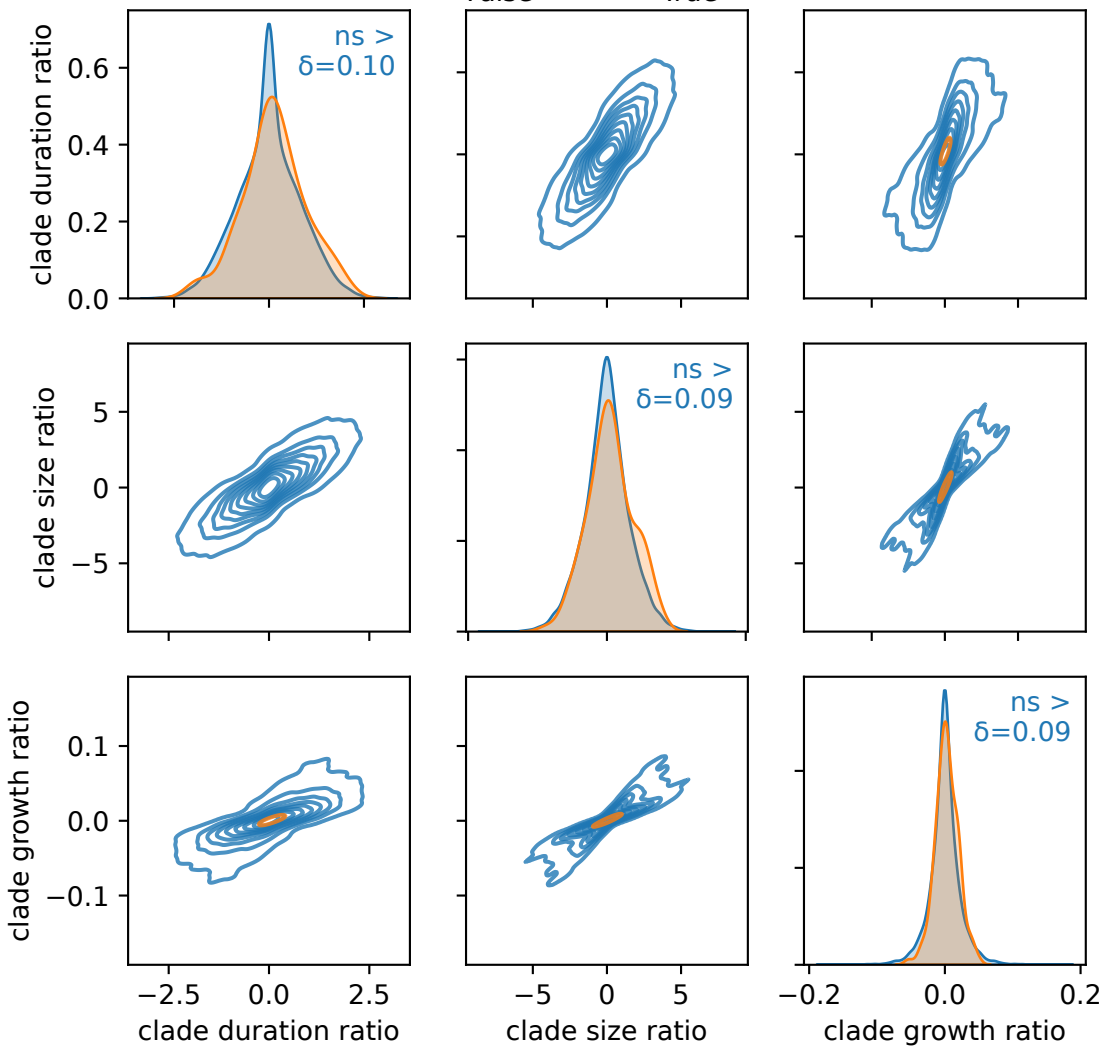 clade duration ratio
0.6
0.4
0.2
0.0
ns >
δ=0.10
clade size ratio
5
0
−5
ns >
δ=0.09
clade growth ratio
0.1
0.0
−0.1
ns >
δ=0.09
−2.5 0.0 2.5
−5 0 5
−0.2 0.0 0.2
clade duration ratio
clade size ratio
clade growth ratio